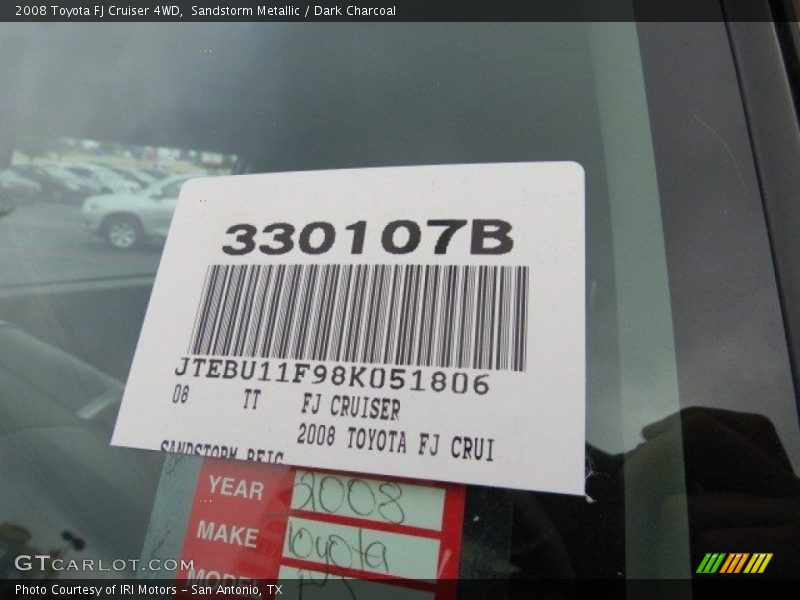 2008 Toyota FJ Cruiser 4WD,  Sandstorm Metallic / Dark Charcoal
330107B
JTEBU11F98K051806
08 TT FJ CRUISER
2008 TOYOTA FJ CRUI
SANDSTORM BEIG
YEAR 2008
MAKE Toyota
MODEL
GTCARLOT.COM
Photo Courtesy of IRI Motors - San Antonio, TX